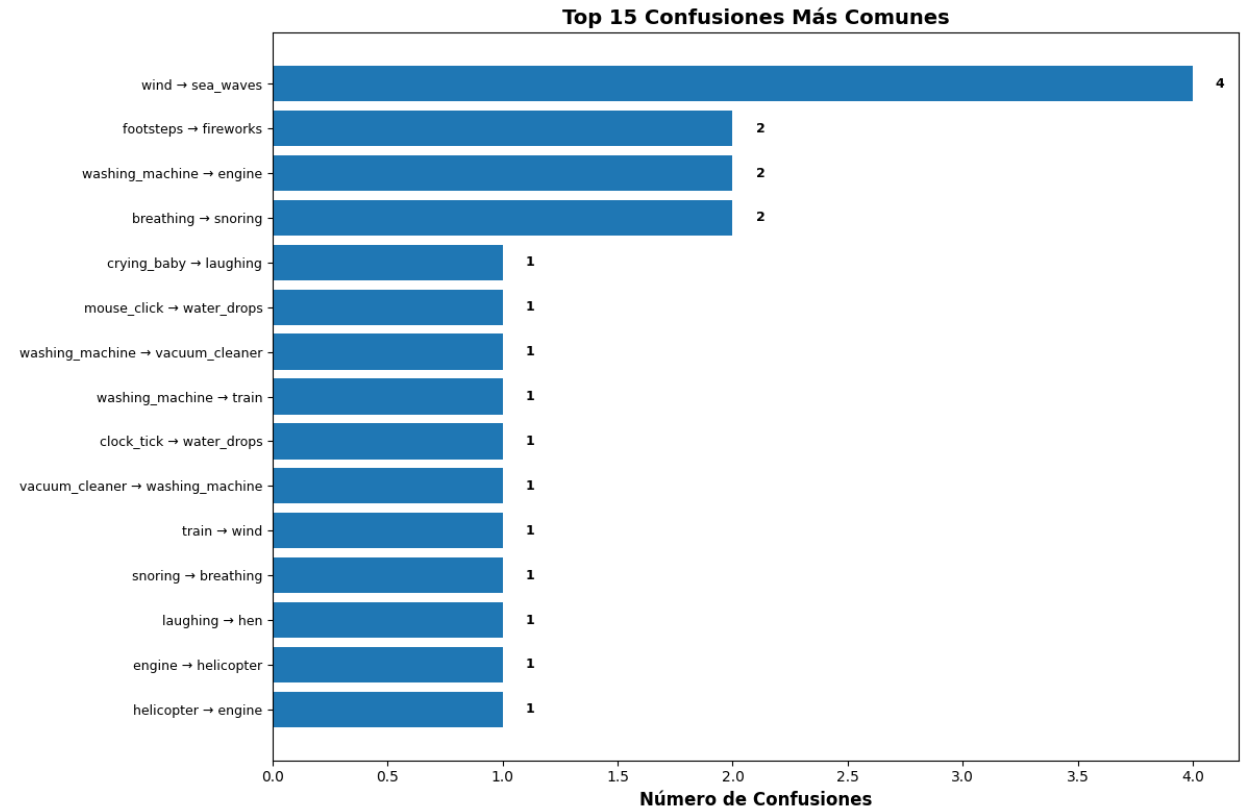 Top 15 Confusiones Más Comunes
wind → sea_waves 4
footsteps → fireworks 2
washing_machine → engine 2
breathing → snoring 2
crying_baby → laughing 1
mouse_click → water_drops 1
washing_machine → vacuum_cleaner 1
washing_machine → train 1
clock_tick → water_drops 1
vacuum_cleaner → washing_machine 1
train → wind 1
snoring → breathing 1
laughing → hen 1
engine → helicopter 1
helicopter → engine 1
0.0 0.5 1.0 1.5 2.0 2.5 3.0 3.5 4.0
Número de Confusiones